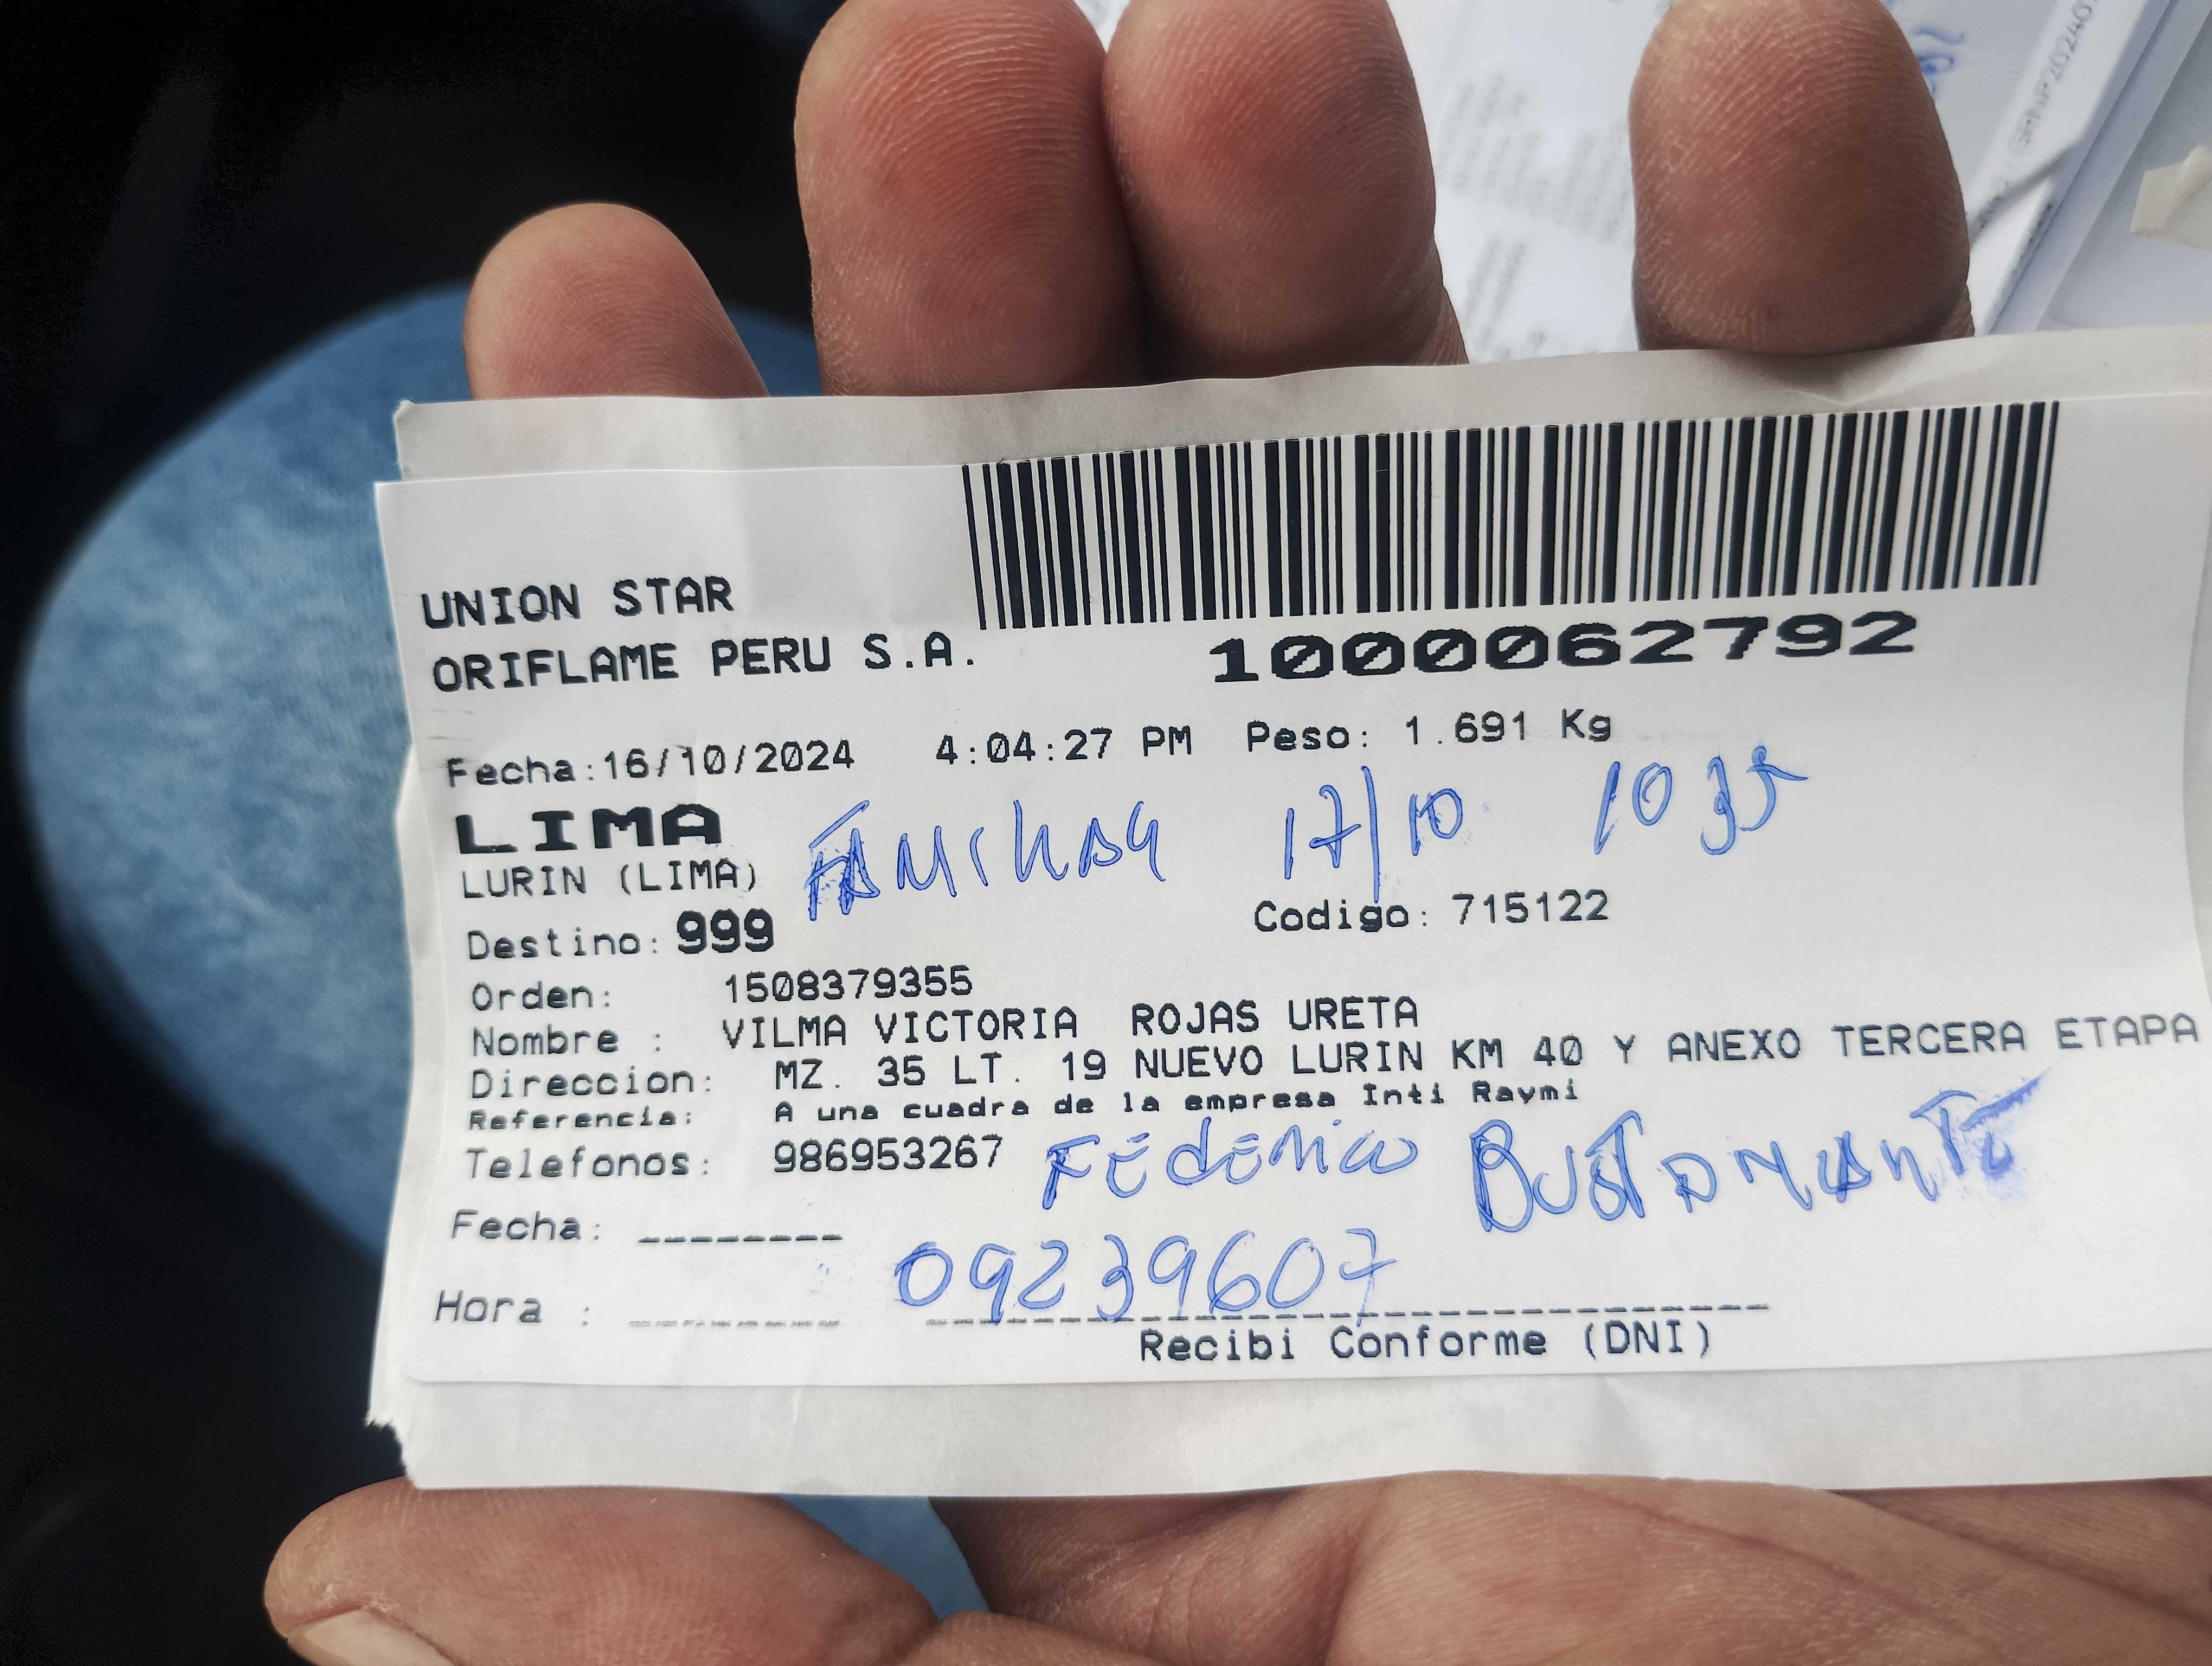 UNION STAR
ORIFLAME PERU S.A.
1000062792
Fecha:16/10/2024 4:04:27 PM Peso: 1.691 Kg
LIMA
17/10 10 35
LURIN (LIMA)
Destino: 999 Codigo: 715122
Orden: 1508379355
Nombre : VILMA VICTORIA ROJAS URETA
Direccion: MZ. 35 LT. 19 NUEVO LURIN KM 40 Y ANEXO TERCERA ETAPA
Referencia: A una cuadra de la empresa Inti Raymi
Telefonos: 986953267 FEdERico BUSTAMANTE
Fecha: --------
09239607
Hora :
Recibi Conforme (DNI)